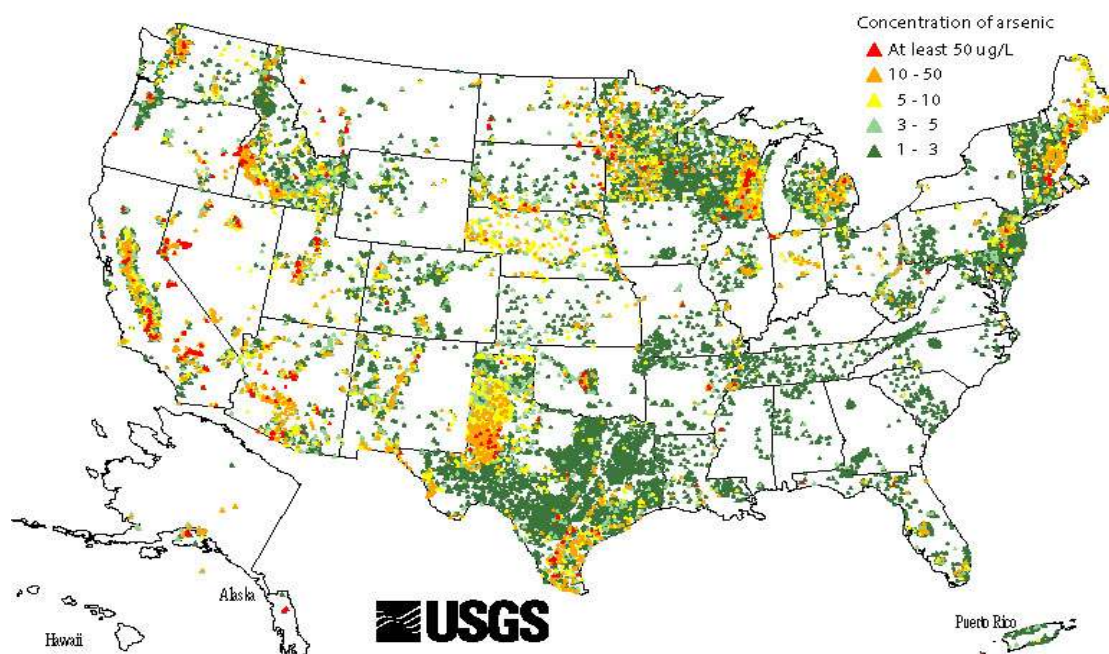 Concentration of arsenic
At least 50 ug/L
10 - 50
5 - 10
3 - 5
1 - 3
Alaska
Hawaii
USGS
Puerto Rico